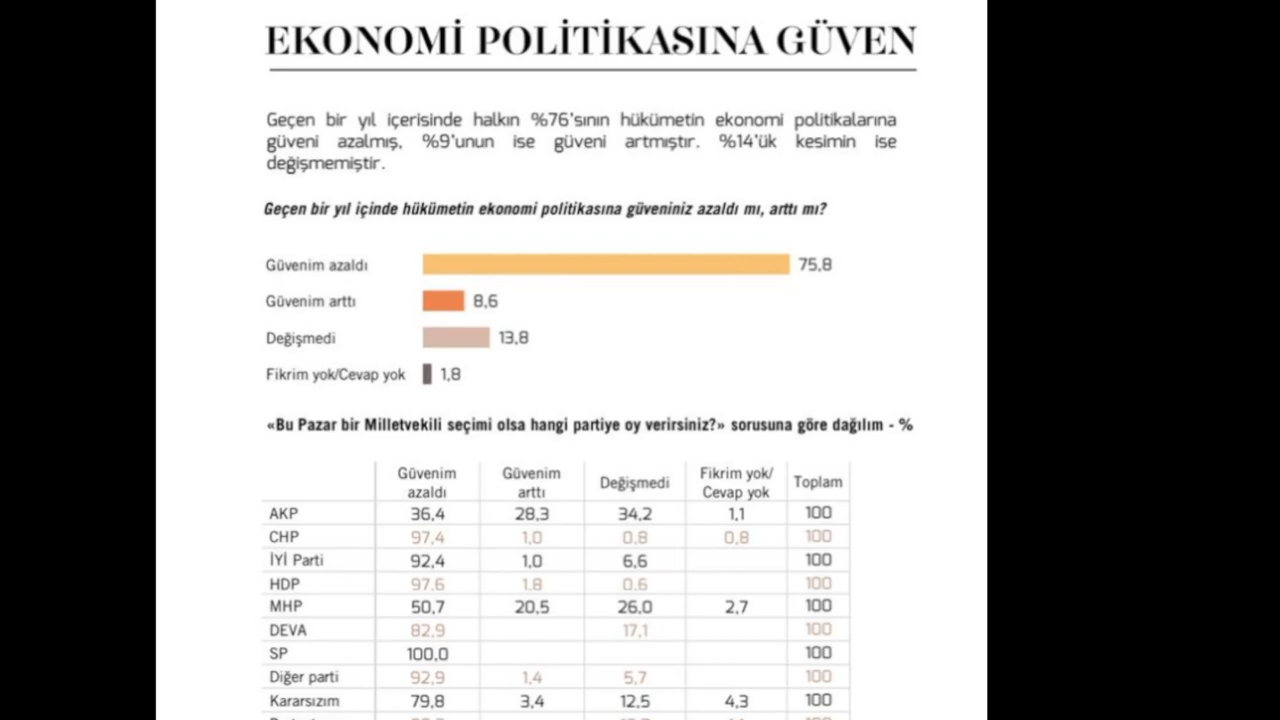 EKONOMİ POLİTİKASINA GÜVEN
Geçen bir yıl içerisinde halkın %76'sının hükümetin ekonomi politikalarına
güveni azalmış, %9'unun ise güveni artmıştır. %14'ük kesimin ise
değişmemiştir.
Geçen bir yıl içinde hükümetin ekonomi politikasına güveniniz azaldı mı, arttı mı?
Güvenim azaldı 75,8
Güvenim arttı 8,6
Değişmedi 13,8
Fikrim yok/Cevap yok 1,8
«Bu Pazar bir Milletvekili seçimi olsa hangi partiye oy verirsiniz?» sorusuna göre dağılım - %
Güvenim azaldı Güvenim arttı Değişmedi Fikrim yok/ Cevap yok Toplam
AKP 36,4 28,3 34,2 1,1 100
CHP 97,4 1,0 0,8 0,8 100
İYİ Parti 92,4 1,0 6,6 100
HDP 97,6 1,8 0,6 100
MHP 50,7 20,5 26,0 2,7 100
DEVA 82,9 17,1 100
SP 100,0 100
Diğer parti 92,9 1,4 5,7 100
Kararsızım 79,8 3,4 12,5 4,3 100